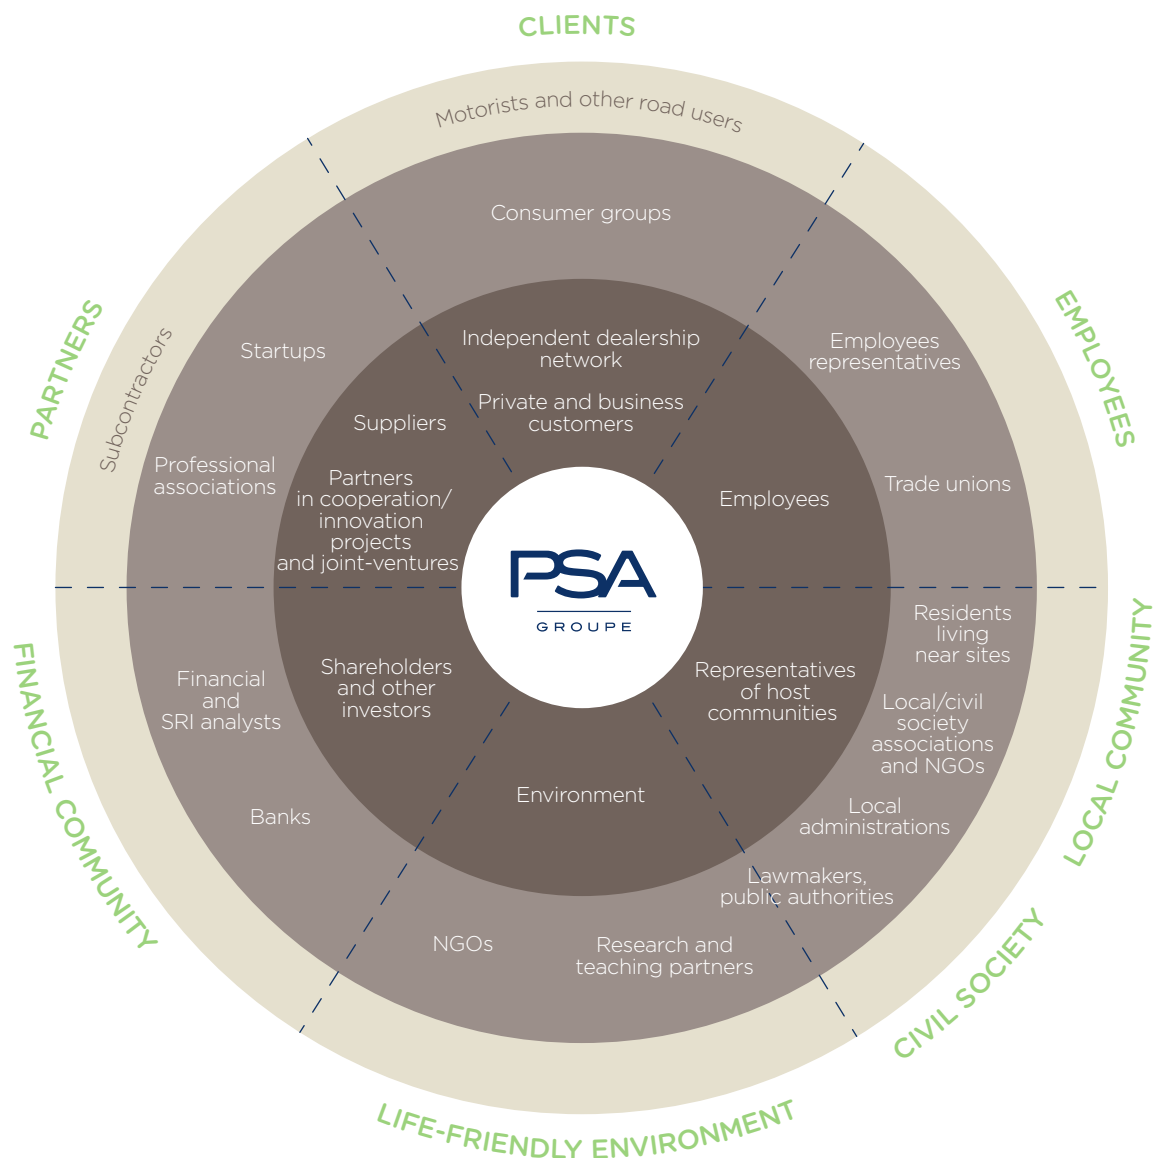 CLIENTS
Motorists and other road users
Consumer groups
Independent dealership
network
Private and business
customers
EMPLOYEES
Employees
representatives
Trade unions
Employees
PARTNERS
Subcontractors
Startups
Professional
associations
Suppliers
Partners
in cooperation/
innovation
projects
and joint-ventures
PSA
GROUPE
FINANCIAL COMMUNITY
Financial
and
SRI analysts
Banks
Shareholders
and other
investors
LOCAL COMMUNITY
Residents
living
near sites
Representatives
of host
communities
Local/civil
society
associations
and NGOs
Local
administrations
Lawmakers,
public authorities
CIVIL SOCIETY
Environment
NGOs
Research and
teaching partners
LIFE-FRIENDLY ENVIRONMENT